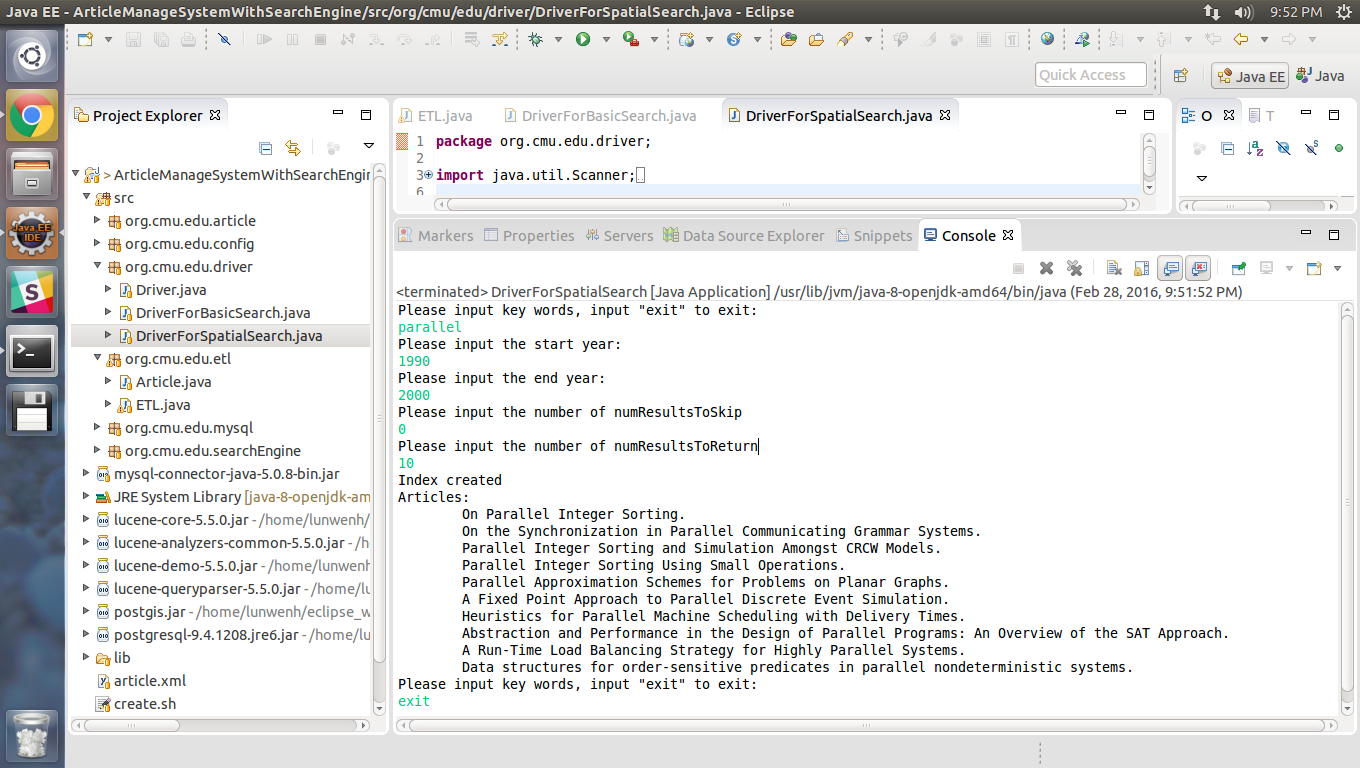 Java EE - ArticleManageSystemWithSearchEngine/src/org/cmu/edu/driver/DriverForSpatialSearch.java - Eclipse
9:52 PM
Quick Access
Java EE
Java
Project Explorer
> ArticleManageSystemWithSearchEngin
src
org.cmu.edu.article
org.cmu.edu.config
org.cmu.edu.driver
Driver.java
DriverForBasicSearch.java
DriverForSpatialSearch.java
org.cmu.edu.etl
Article.java
ETL.java
org.cmu.edu.mysql
org.cmu.edu.searchEngine
mysql-connector-java-5.0.8-bin.jar
JRE System Library [java-8-openjdk-am
lucene-core-5.5.0.jar - /home/lunwenh/
lucene-analyzers-common-5.5.0.jar - /h
lucene-demo-5.5.0.jar - /home/lunwenh
lucene-queryparser-5.5.0.jar - /home/lu
postgis.jar - /home/lunwenh/eclipse_w
postgresql-9.4.1208.jre6.jar - /home/lu
lib
article.xml
create.sh
Java EE
IDE
ETL.java
DriverForBasicSearch.java
DriverForSpatialSearch.java
1 package org.cmu.edu.driver;
2
3 import java.util.Scanner;
6
O
T
Markers
Properties
Servers
Data Source Explorer
Snippets
Console
<terminated> DriverForSpatialSearch [Java Application] /usr/lib/jvm/java-8-openjdk-amd64/bin/java (Feb 28, 2016, 9:51:52 PM)
Please input key words, input "exit" to exit:
parallel
Please input the start year:
1990
Please input the end year:
2000
Please input the number of numResultsToSkip
0
Please input the number of numResultsToReturn
10
Index created
Articles:
On Parallel Integer Sorting.
On the Synchronization in Parallel Communicating Grammar Systems.
Parallel Integer Sorting and Simulation Amongst CRCW Models.
Parallel Integer Sorting Using Small Operations.
Parallel Approximation Schemes for Problems on Planar Graphs.
A Fixed Point Approach to Parallel Discrete Event Simulation.
Heuristics for Parallel Machine Scheduling with Delivery Times.
Abstraction and Performance in the Design of Parallel Programs: An Overview of the SAT Approach.
A Run-Time Load Balancing Strategy for Highly Parallel Systems.
Data structures for order-sensitive predicates in parallel nondeterministic systems.
Please input key words, input "exit" to exit:
exit